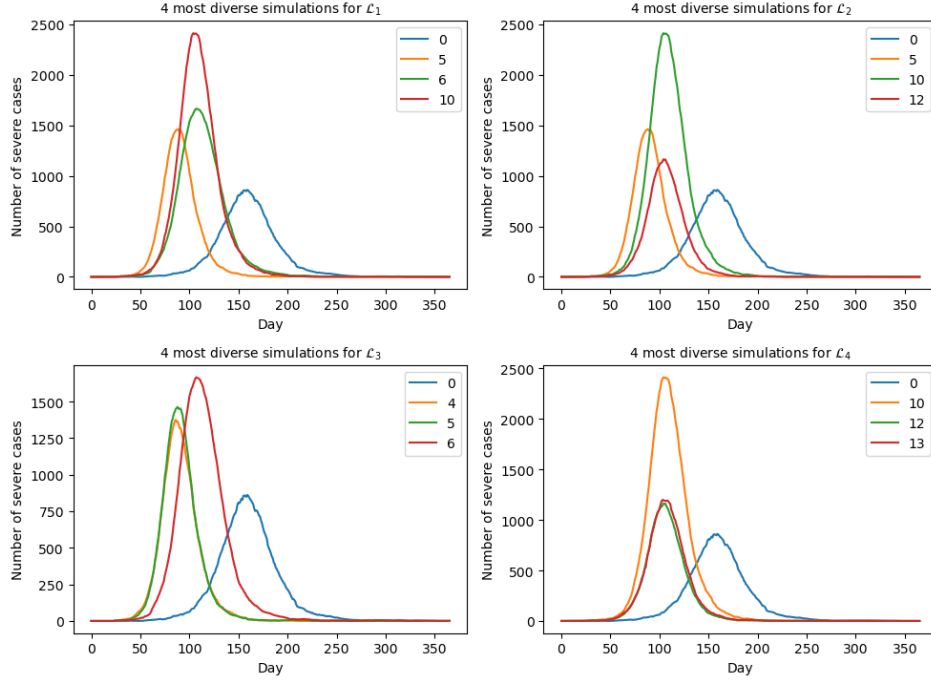 4 most diverse simulations for ℒ₁
Number of severe cases
2500
2000
1500
1000
500
0
0
5
6
10
0 50 100 150 200 250 300 350
Day
4 most diverse simulations for ℒ₂
Number of severe cases
2500
2000
1500
1000
500
0
0
5
10
12
0 50 100 150 200 250 300 350
Day
4 most diverse simulations for ℒ₃
Number of severe cases
1500
1250
1000
750
500
250
0
0
4
5
6
0 50 100 150 200 250 300 350
Day
4 most diverse simulations for ℒ₄
Number of severe cases
2500
2000
1500
1000
500
0
0
10
12
13
0 50 100 150 200 250 300 350
Day